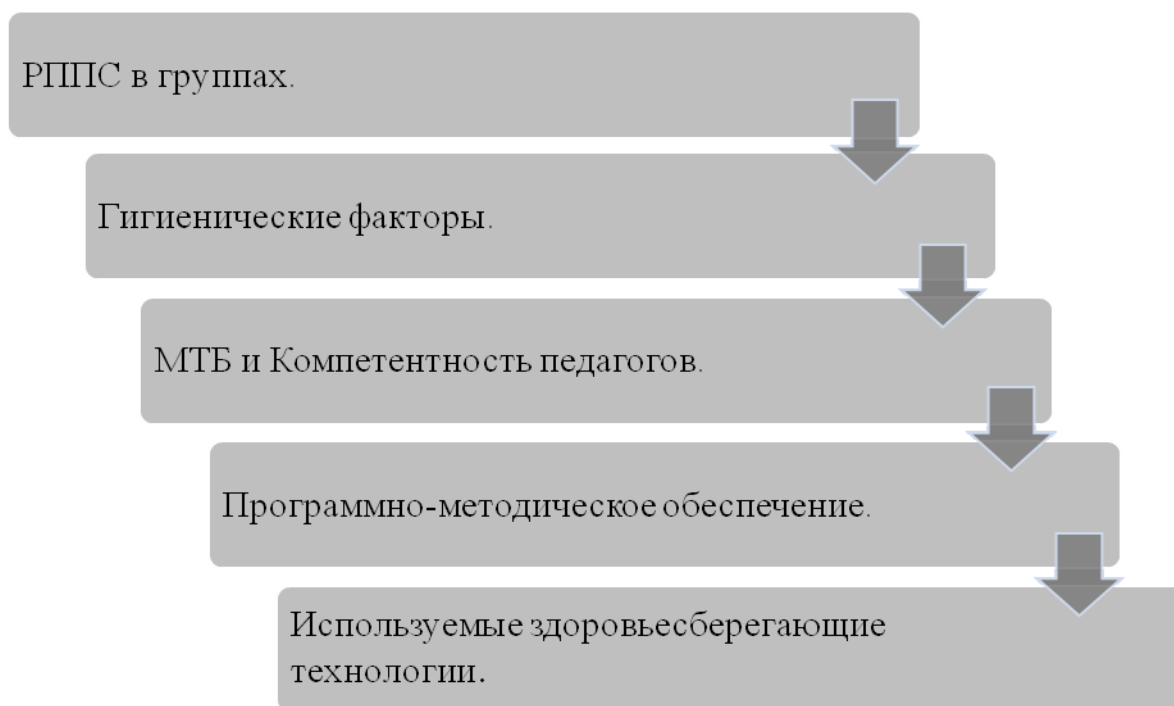 РППС в группах.
Гигиенические факторы.
МТБ и Компетентность педагогов.
Программно-методическое обеспечение.
Используемые здоровьесберегающие
технологии.